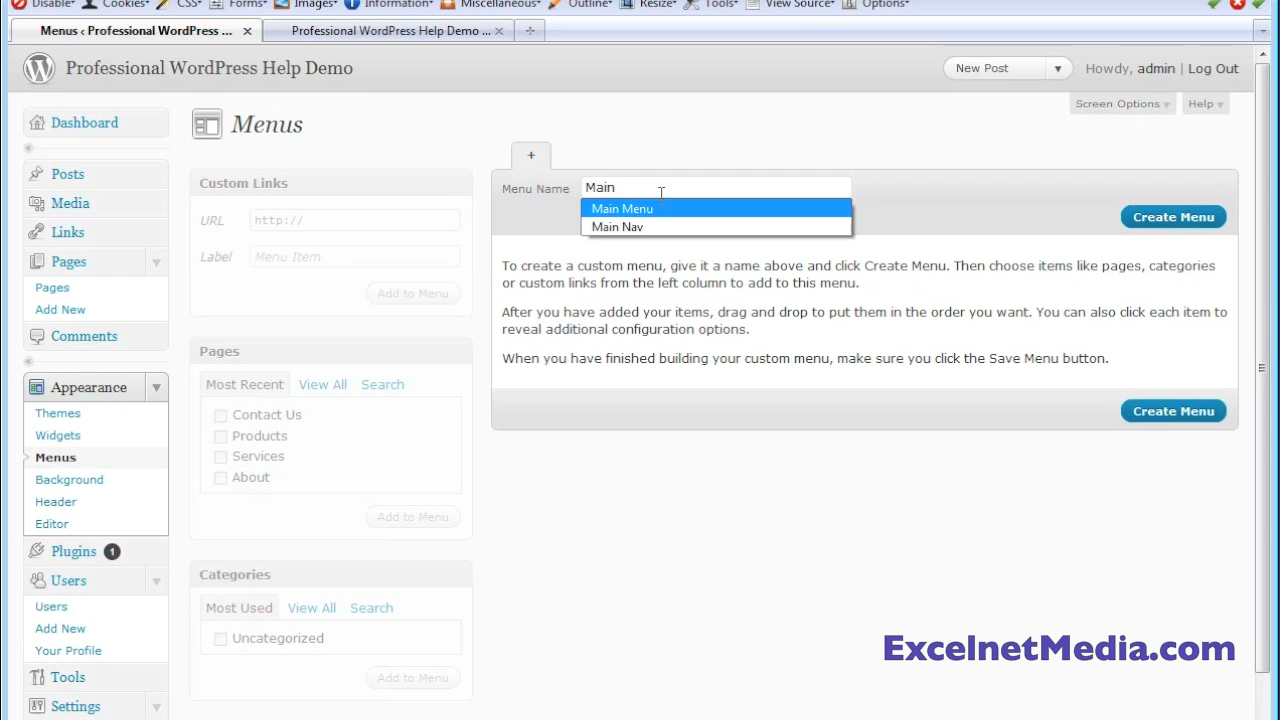 Disable Cookies CSS Forms Images Information Miscellaneous Outline Resize Tools View Source Options
Menus ‹ Professional WordPress ... × Professional WordPress Help Demo ... ×
Professional WordPress Help Demo
New Post
Howdy, admin | Log Out
Screen Options Help
Dashboard
Posts
Media
Links
Pages
Pages
Add New
Comments
Appearance
Themes
Widgets
Menus
Background
Header
Editor
Plugins 1
Users
Users
Add New
Your Profile
Tools
Settings
Menus
Custom Links
URL http://
Label Menu Item
Add to Menu
Pages
Most Recent View All Search
Contact Us
Products
Services
About
Add to Menu
Categories
Most Used View All Search
Uncategorized
Add to Menu
+
Menu Name Main
Main Menu
Main Nav
Create Menu
To create a custom menu, give it a name above and click Create Menu. Then choose items like pages, categories
or custom links from the left column to add to this menu.
After you have added your items, drag and drop to put them in the order you want. You can also click each item to
reveal additional configuration options.
When you have finished building your custom menu, make sure you click the Save Menu button.
Create Menu
ExcelnetMedia.com